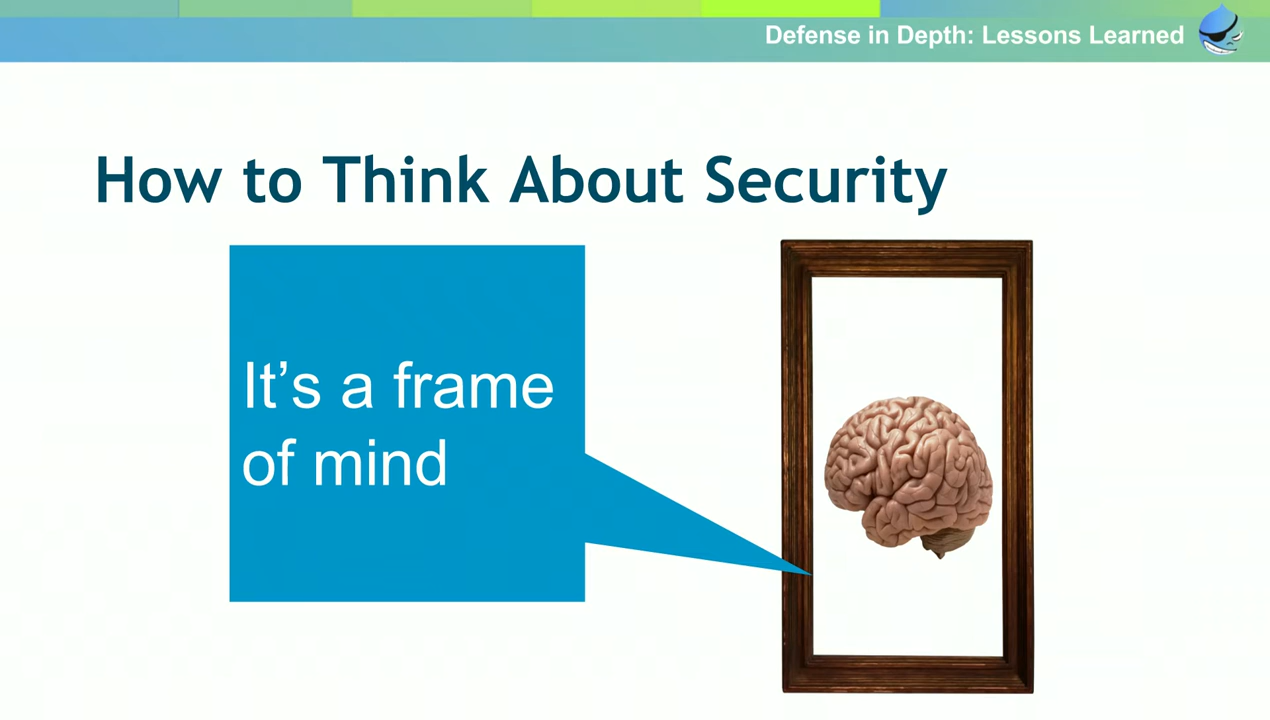 Defense in Depth: Lessons Learned
How to Think About Security
It’s a frame
of mind